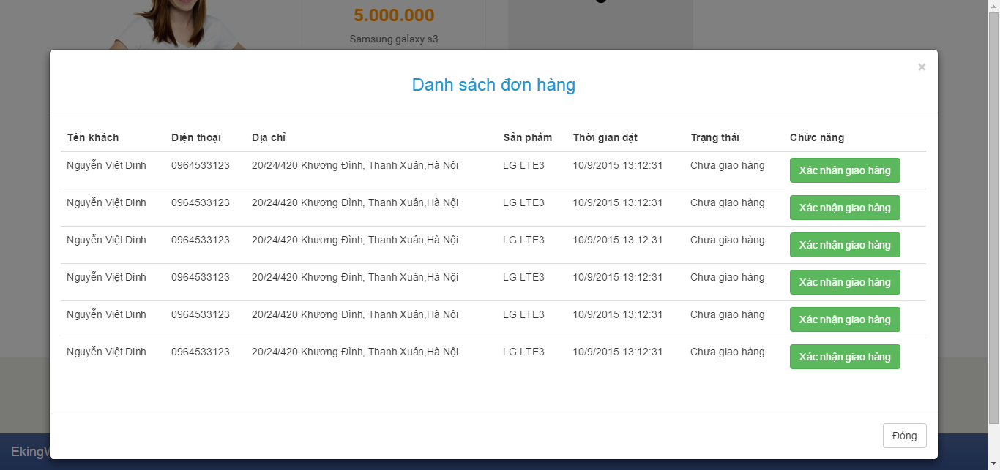 5.000.000
Samsung galaxy s3
×
Danh sách đơn hàng
Tên khách Điện thoại Địa chỉ Sản phẩm Thời gian đặt Trạng thái Chức năng
Nguyễn Việt Dinh 0964533123 20/24/420 Khương Đình, Thanh Xuân,Hà Nội LG LTE3 10/9/2015 13:12:31 Chưa giao hàng Xác nhận giao hàng
Nguyễn Việt Dinh 0964533123 20/24/420 Khương Đình, Thanh Xuân,Hà Nội LG LTE3 10/9/2015 13:12:31 Chưa giao hàng Xác nhận giao hàng
Nguyễn Việt Dinh 0964533123 20/24/420 Khương Đình, Thanh Xuân,Hà Nội LG LTE3 10/9/2015 13:12:31 Chưa giao hàng Xác nhận giao hàng
Nguyễn Việt Dinh 0964533123 20/24/420 Khương Đình, Thanh Xuân,Hà Nội LG LTE3 10/9/2015 13:12:31 Chưa giao hàng Xác nhận giao hàng
Nguyễn Việt Dinh 0964533123 20/24/420 Khương Đình, Thanh Xuân,Hà Nội LG LTE3 10/9/2015 13:12:31 Chưa giao hàng Xác nhận giao hàng
Nguyễn Việt Dinh 0964533123 20/24/420 Khương Đình, Thanh Xuân,Hà Nội LG LTE3 10/9/2015 13:12:31 Chưa giao hàng Xác nhận giao hàng
Đóng